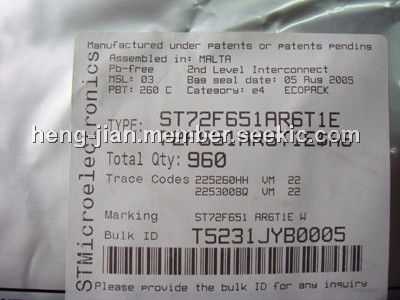 Manufactured under patents or patents pending
Assembled in: MALTA
Pb-free 2nd Level Interconnect
MSL: 03 Bag seal date: 05 Aug 2005
PBT: 260 C Category: e4 ECOPACK
TYPE: ST72F651AR6T1E
heng-jian.member.seekic.com
Total Qty: 960
Trace Codes 225260HH VM 22
2253008Q VM 22
Marking ST72F651 AR6T1E W
Bulk ID T5231JYB0005
Please provide the bulk ID for any inquiry
STMicroelectronics